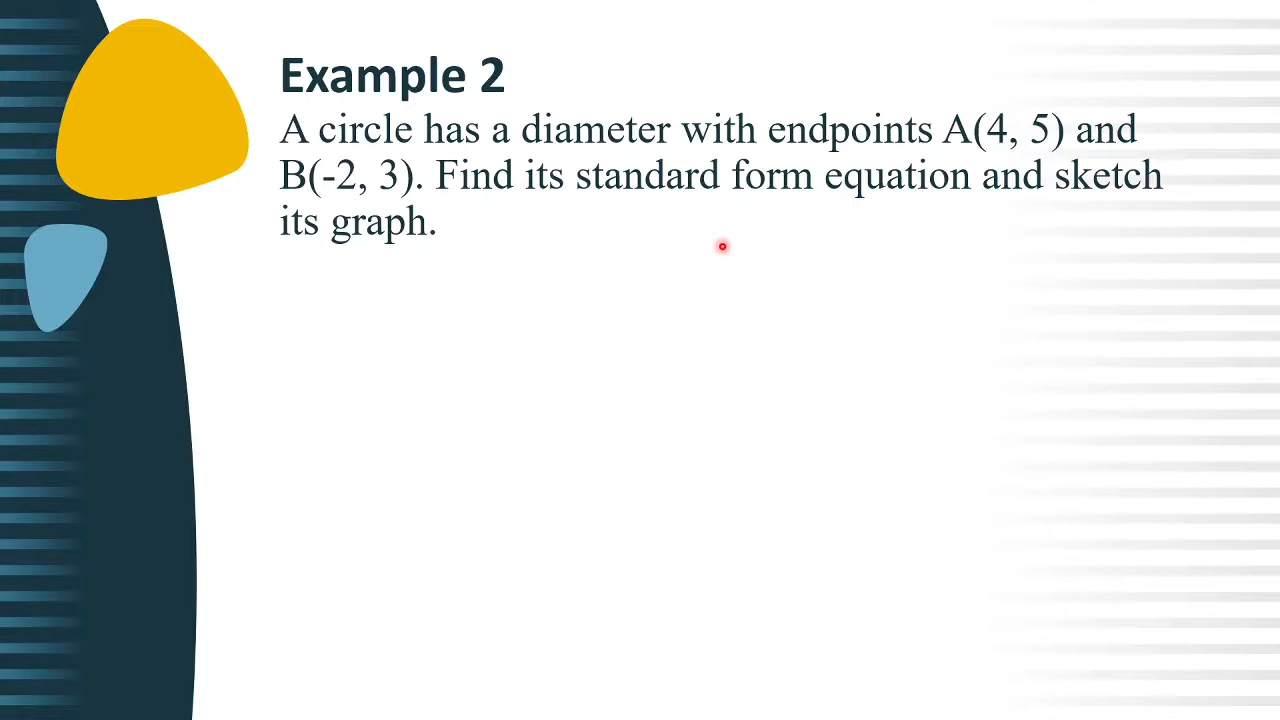 Example 2
A circle has a diameter with endpoints A(4, 5) and
B(-2, 3). Find its standard form equation and sketch
its graph.